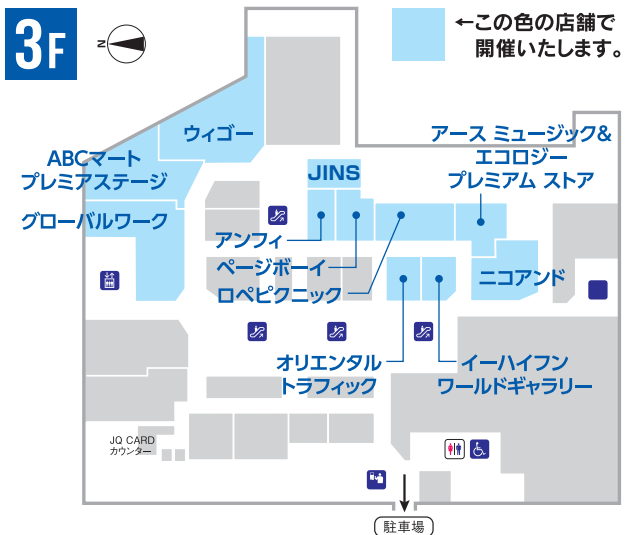 3F
N
←この色の店舗で
開催いたします。
ウィゴー
ABCマート
プレミアステージ
グローバルワーク
JINS
アース ミュージック&
エコロジー
プレミアム ストア
アンフィ
ページボーイ
ロペピクニック
ニコアンド
オリエンタル
トラフィック
イーハイフン
ワールドギャラリー
JQ CARD
カウンター
駐車場